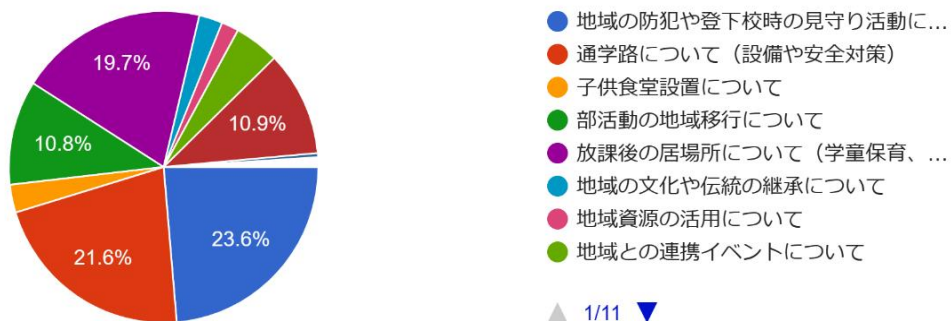 19.7%
10.9%
10.8%
23.6%
21.6%
地域の防犯や登下校時の見守り活動に…
通学路について（設備や安全対策）
子供食堂設置について
部活動の地域移行について
放課後の居場所について（学童保育、…
地域の文化や伝統の継承について
地域資源の活用について
地域との連携イベントについて
1/11